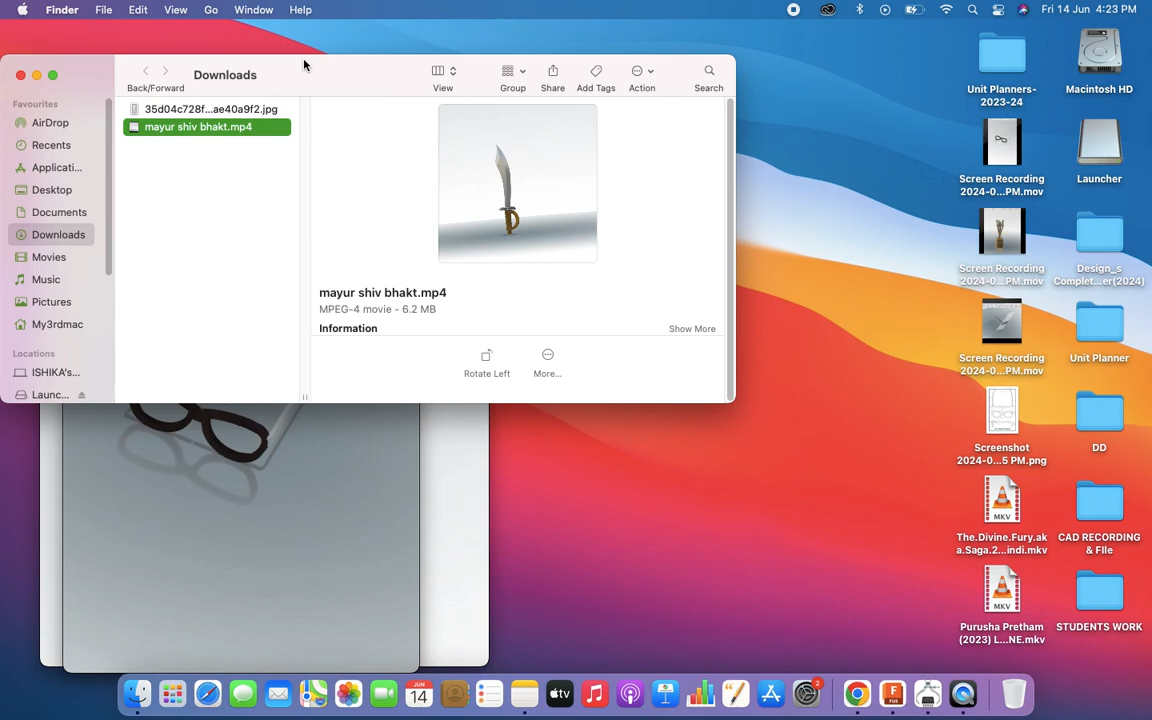 Finder File Edit View Go Window Help Fri 14 Jun 4:23 PM
Downloads
Back/Forward View Group Share Add Tags Action Search
Favourites
AirDrop
Recents
Applicati...
Desktop
Documents
Downloads
Movies
Music
Pictures
My3rdmac
Locations
ISHIKA's...
Launc...
35d04c728f...ae40a9f2.jpg
mayur shiv bhakt.mp4
mayur shiv bhakt.mp4
MPEG-4 movie - 6.2 MB
Information Show More
Rotate Left More...
Unit Planners-
2023-24
Macintosh HD
Screen Recording
2024-0...PM.mov
Launcher
Screen Recording
2024-0...PM.mov
Design_s
Complet...er(2024)
Screen Recording
2024-0...PM.mov
Unit Planner
Screenshot
2024-0...5 PM.png
DD
MKV
The.Divine.Fury.ak
a.Saga.2...indi.mkv
CAD RECORDING
& FIle
MKV
Purusha Pretham
(2023) L...NE.mkv
STUDENTS WORK
JUN
14
tv
F
FUS
2